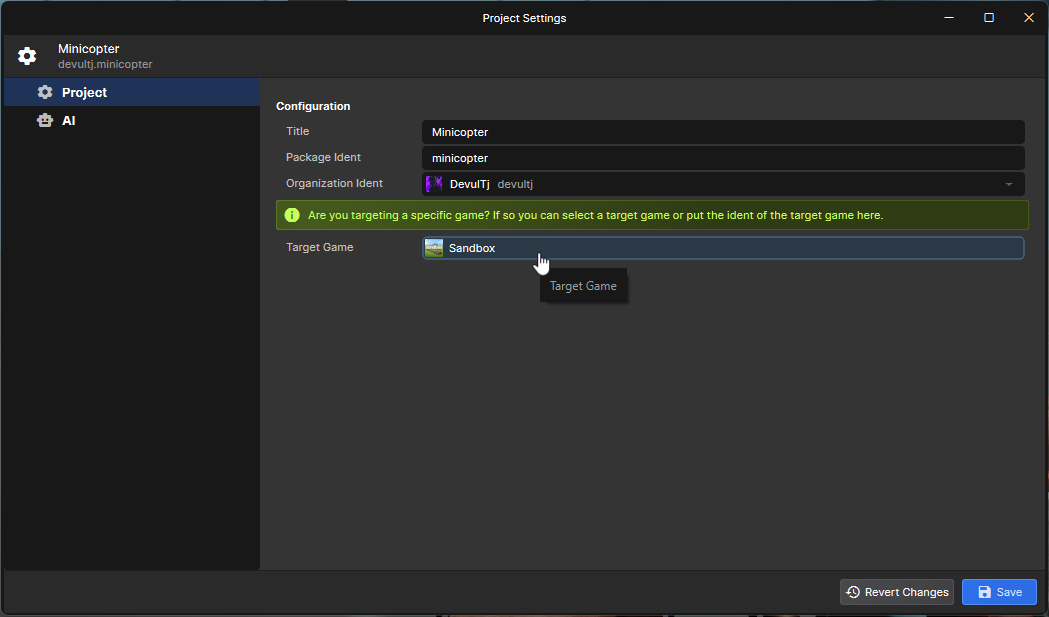 Project Settings
Minicopter
devultj.minicopter
Project
AI
Configuration
Title Minicopter
Package Ident minicopter
Organization Ident DevulTj devultj
Are you targeting a specific game? If so you can select a target game or put the ident of the target game here.
Target Game Sandbox
Target Game
Revert Changes Save